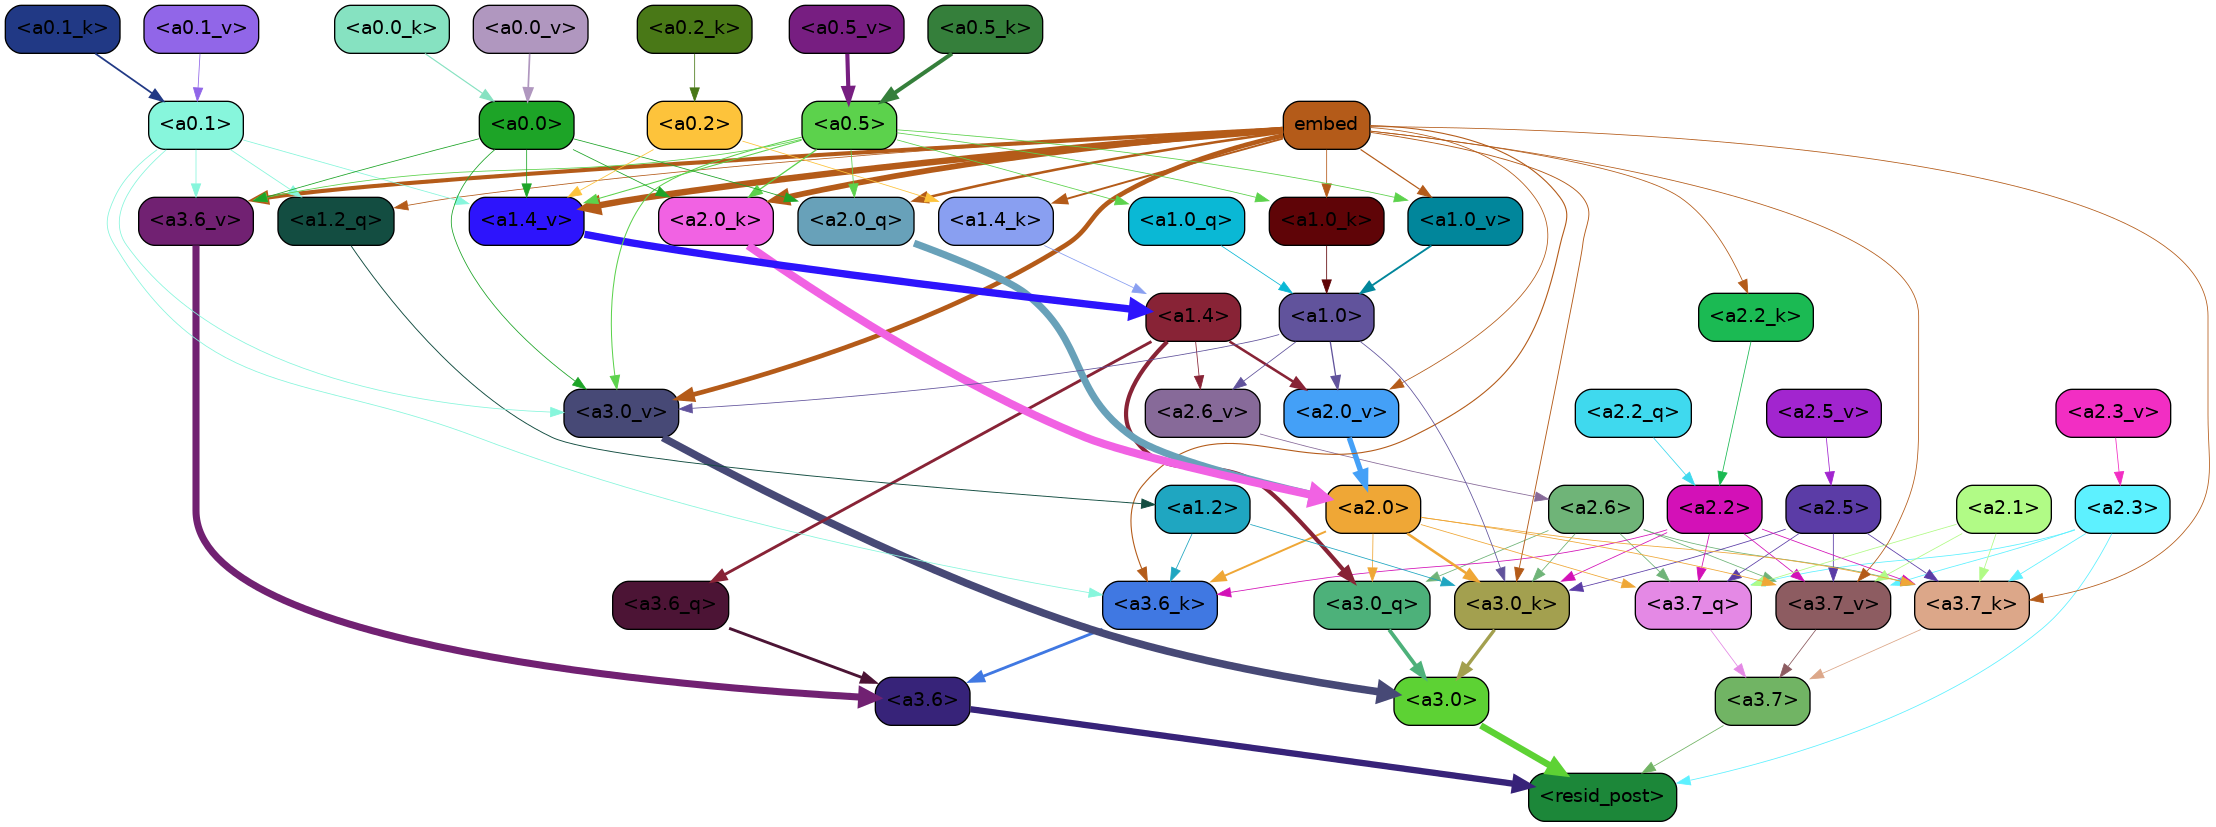 <a0.1_k> <a0.1_v> <a0.0_k> <a0.0_v> <a0.2_k> <a0.5_v> <a0.5_k>
<a0.1> <a0.0> <a0.2> <a0.5> embed
<a3.6_v> <a1.2_q> <a1.4_v> <a2.0_k> <a2.0_q> <a1.4_k> <a1.0_q> <a1.0_k> <a1.0_v>
<a1.4> <a1.0> <a2.2_k>
<a3.0_v> <a2.6_v> <a2.0_v> <a2.2_q> <a2.5_v> <a2.3_v>
<a1.2> <a2.0> <a2.6> <a2.2> <a2.5> <a2.1> <a2.3>
<a3.6_q> <a3.6_k> <a3.0_q> <a3.0_k> <a3.7_q> <a3.7_v> <a3.7_k>
<a3.6> <a3.0> <a3.7>
<resid_post>